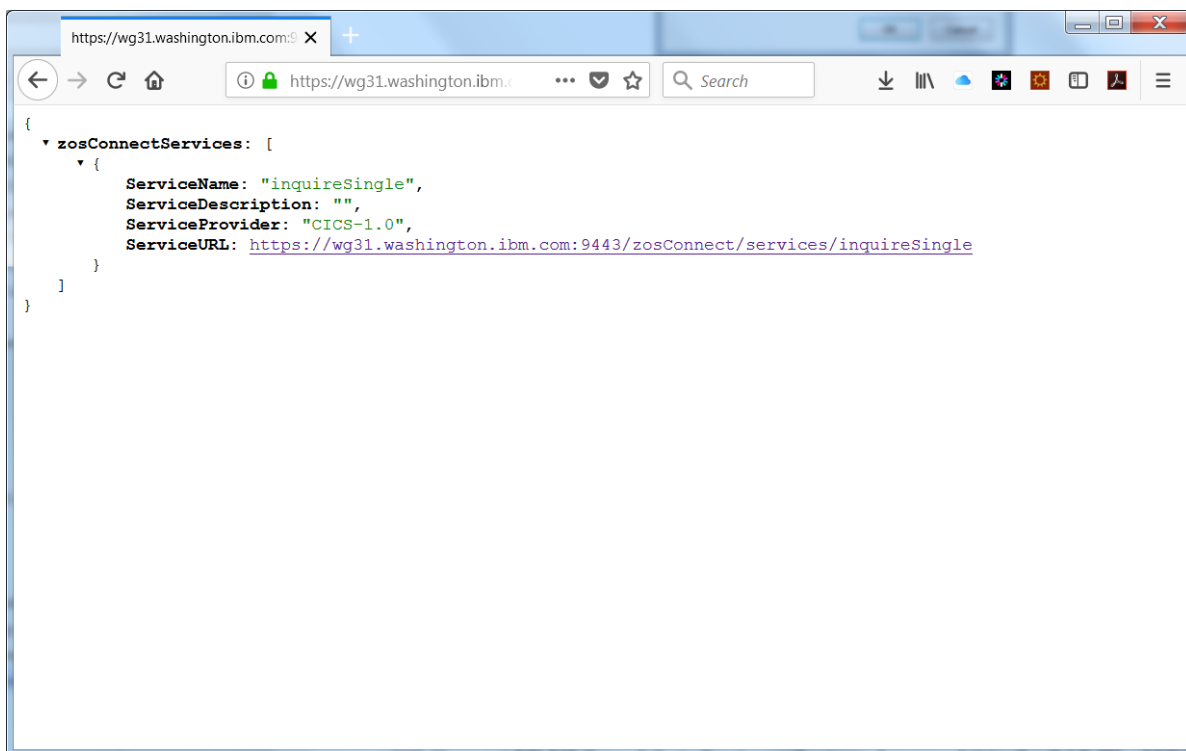 https://wg31.washington.ibm.com:9
https://wg31.washington.ibm.c
Search
{
zosConnectServices: [
{
ServiceName: "inquireSingle",
ServiceDescription: "",
ServiceProvider: "CICS-1.0",
ServiceURL: https://wg31.washington.ibm.com:9443/zosConnect/services/inquireSingle
}
]
}